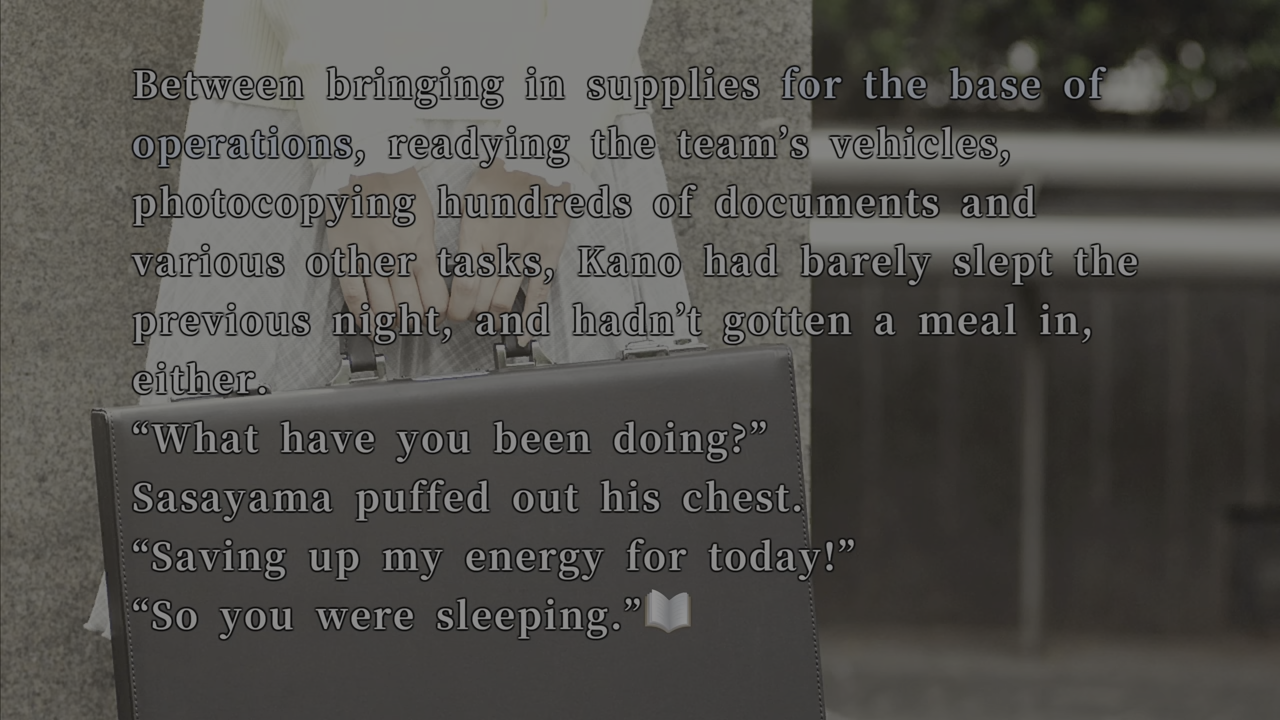 Between bringing in supplies for the base of
operations, readying the team’s vehicles,
photocopying hundreds of documents and
various other tasks, Kano had barely slept the
previous night, and hadn’t gotten a meal in,
either.
“What have you been doing?”
Sasayama puffed out his chest.
“Saving up my energy for today!”
“So you were sleeping.”